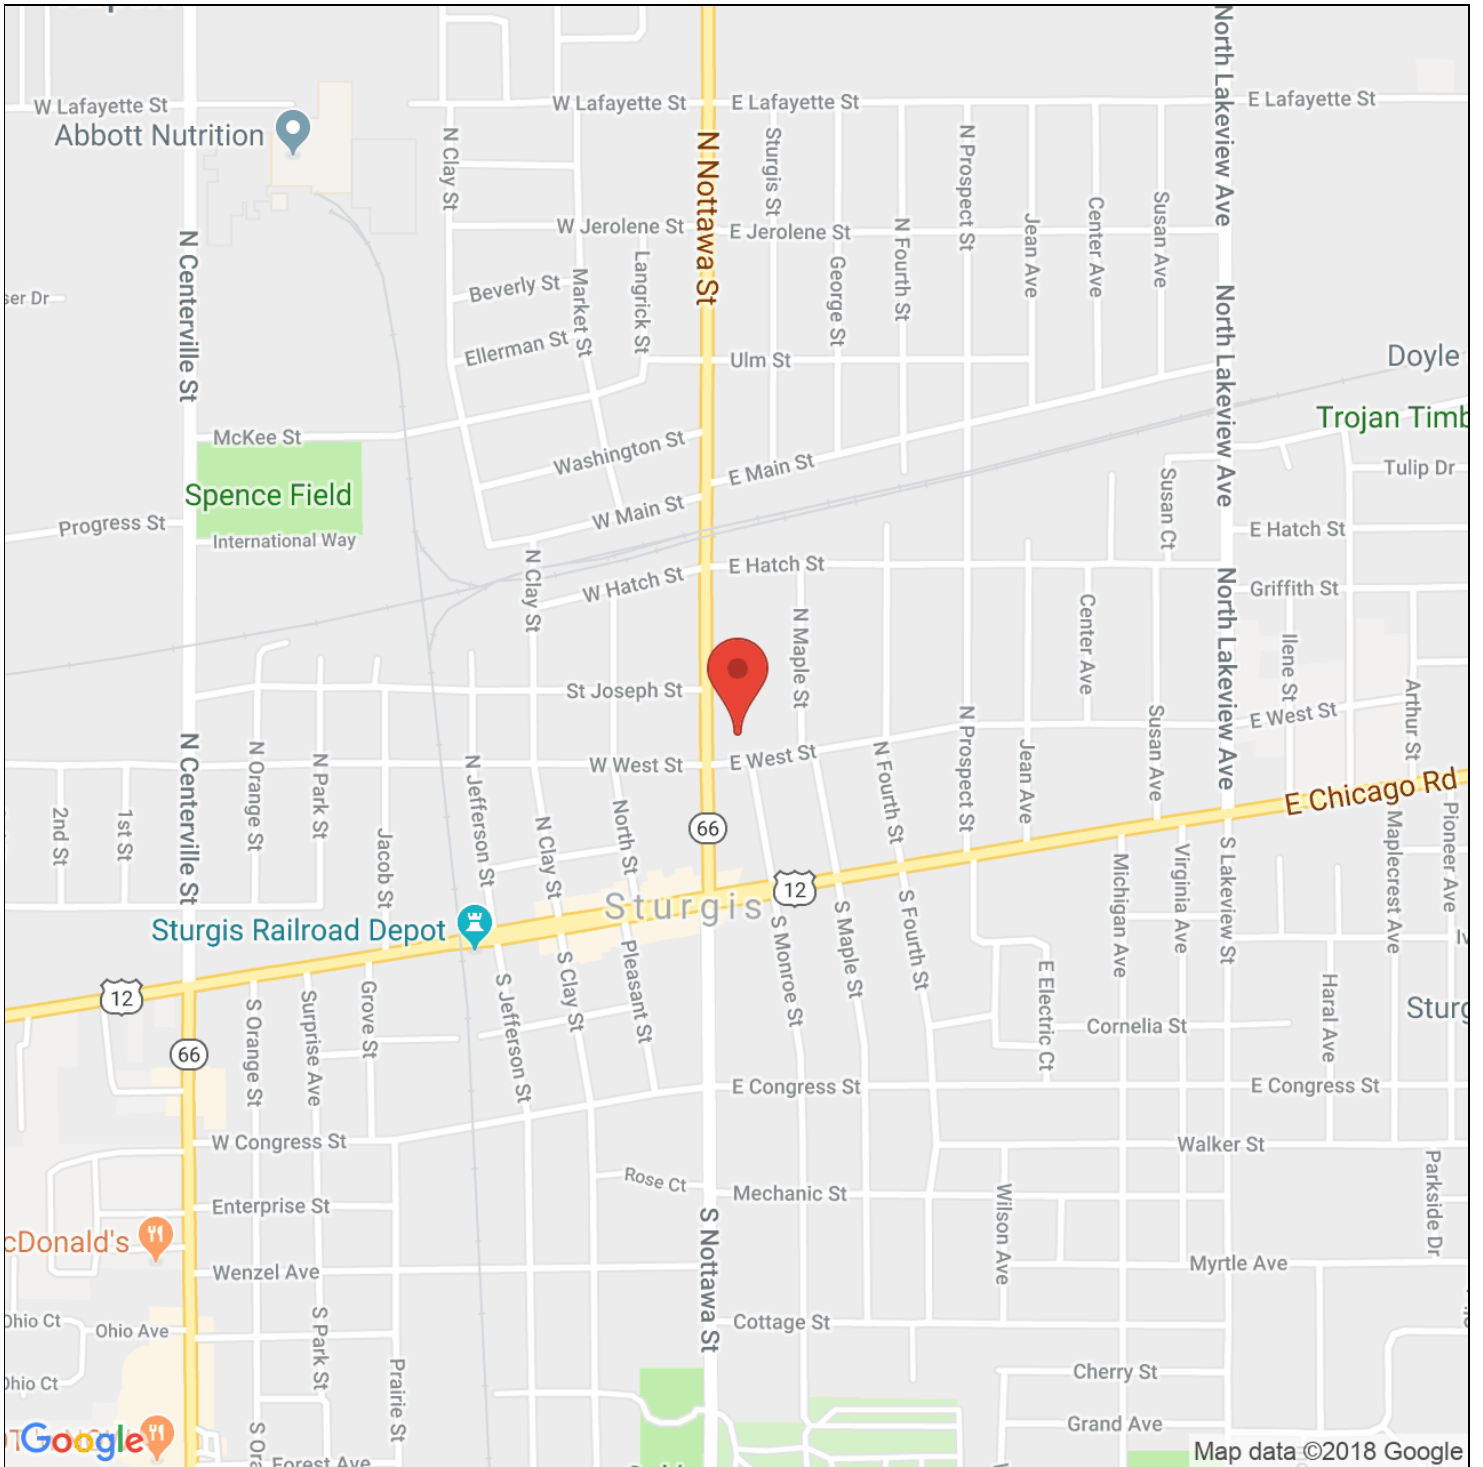 W Lafayette St
W Lafayette St
E Lafayette St
E Lafayette St
Abbott Nutrition
N Clay St
N Nottawa St
Sturgis St
N Prospect St
North Lakeview Ave
N Centerville St
W Jerolene St
E Jerolene St
Langrick St
George St
N Fourth St
Jean Ave
Center Ave
Susan Ave
ser Dr
Beverly St
Market St
Ellerman St
Ulm St
North Lakeview Ave
Doyle
Trojan Timb
McKee St
Washington St
E Main St
Tulip Dr
Spence Field
W Main St
Susan Ct
Progress St
International Way
E Hatch St
E Hatch St
N Clay St
W Hatch St
Griffith St
N Maple St
Center Ave
North Lakeview Ave
Ilene St
St Joseph St
Arthur St
E West St
N Centerville St
N Orange St
N Park St
N Jefferson St
W West St
E West St
N Fourth St
N Prospect St
Jean Ave
Susan Ave
E Chicago Rd
2nd St
1st St
Jacob St
N Clay St
North St
66
12
Michigan Ave
Virginia Ave
S Lakeview St
Maplecrest Ave
Pioneer Ave
Sturgis
Sturgis Railroad Depot
S Monroe St
S Maple St
S Fourth St
Iv
12
S Orange St
Surprise Ave
Grove St
S Jefferson St
S Clay St
Pleasant St
E Electric Ct
Cornelia St
Haral Ave
Sturg
66
E Congress St
E Congress St
W Congress St
Walker St
Rose Ct
Mechanic St
Wilson Ave
Parkside Dr
Enterprise St
cDonald's
Wenzel Ave
S Nottawa St
Myrtle Ave
Ohio Ct
Ohio Ave
S Park St
Cottage St
Prairie St
Cherry St
Ohio Ct
Grand Ave
S Ora
Google
Forest Ave
Map data ©2018 Google